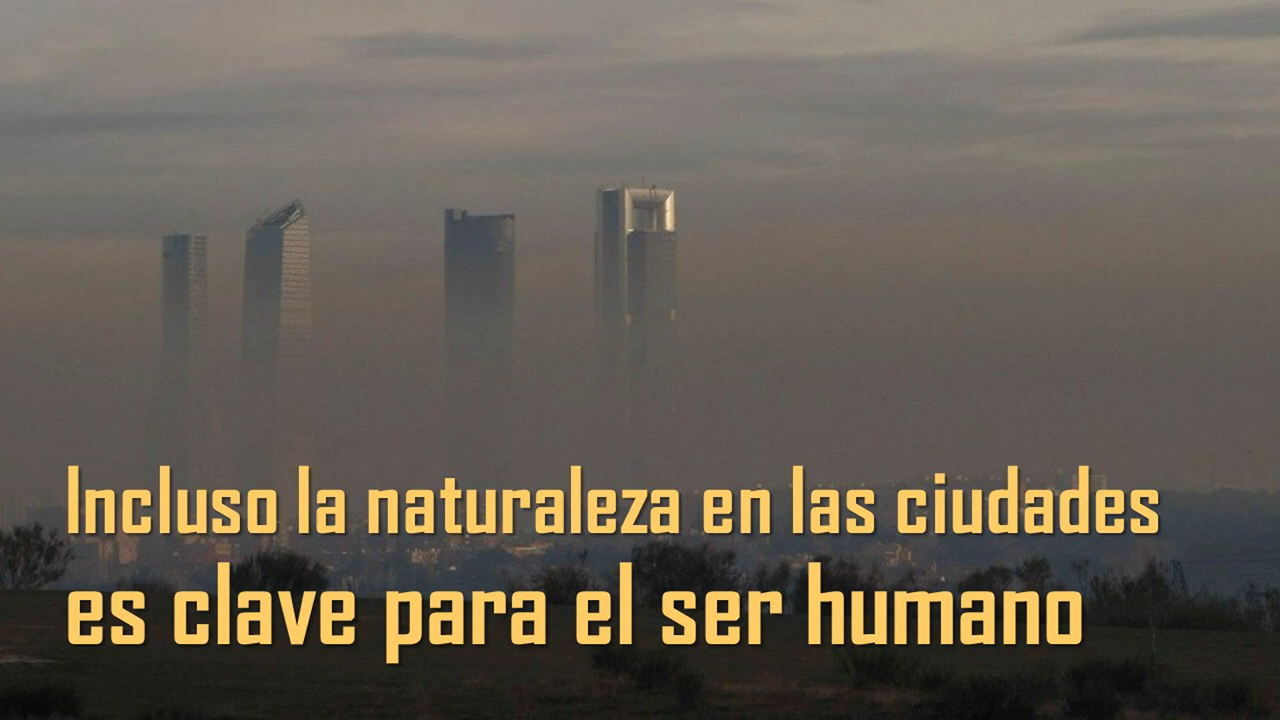 Incluso la naturaleza en las ciudades
es clave para el ser humano